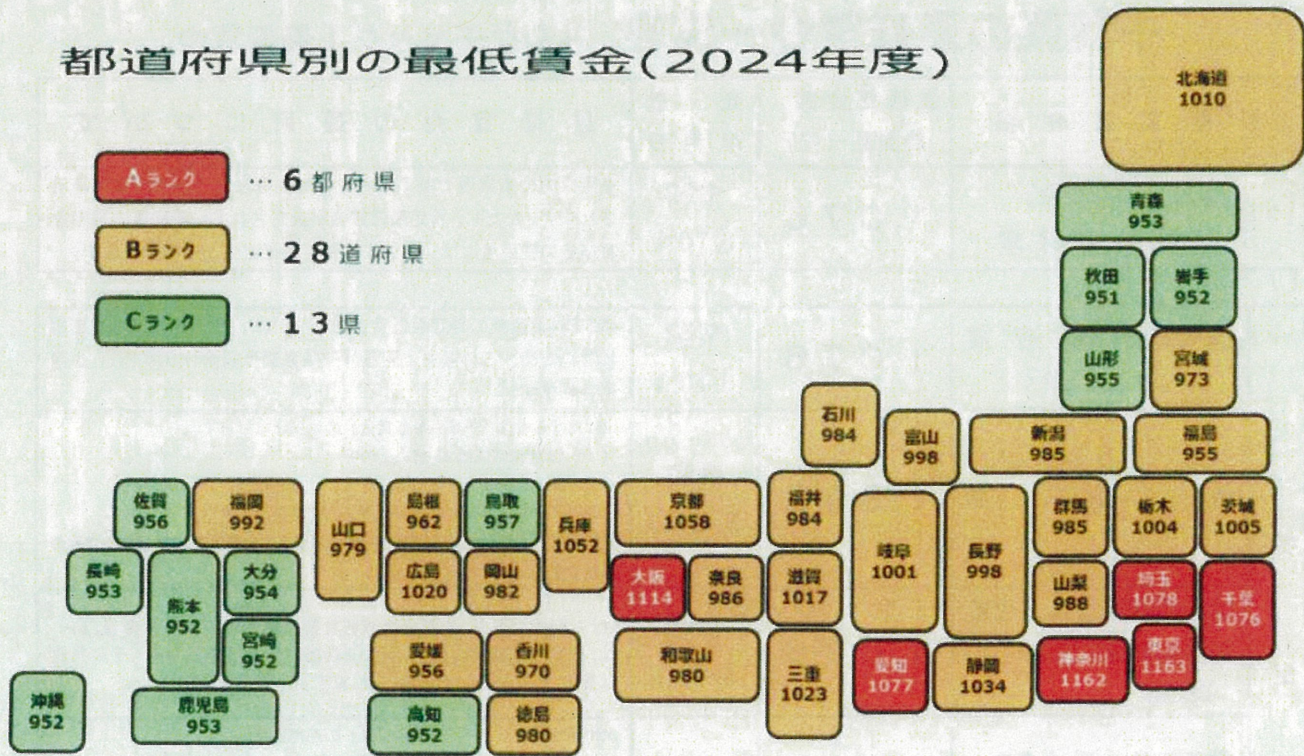 都道府県別の最低賃金(2024年度)
Aランク … 6都府県
Bランク … 28道府県
Cランク … 13県
北海道
1010
青森
953
秋田
951
岩手
952
山形
955
宮城
973
石川
984
富山
998
新潟
985
福島
955
佐賀
956
福岡
992
山口
979
島根
962
鳥取
957
兵庫
1052
京都
1058
福井
984
岐阜
1001
長野
998
群馬
985
栃木
1004
茨城
1005
長崎
953
熊本
952
大分
954
広島
1020
岡山
982
大阪
1114
奈良
986
滋賀
1017
山梨
988
埼玉
1078
千葉
1076
宮崎
952
愛媛
956
香川
970
和歌山
980
三重
1023
愛知
1077
静岡
1034
神奈川
1162
東京
1163
沖縄
952
鹿児島
953
高知
952
徳島
980